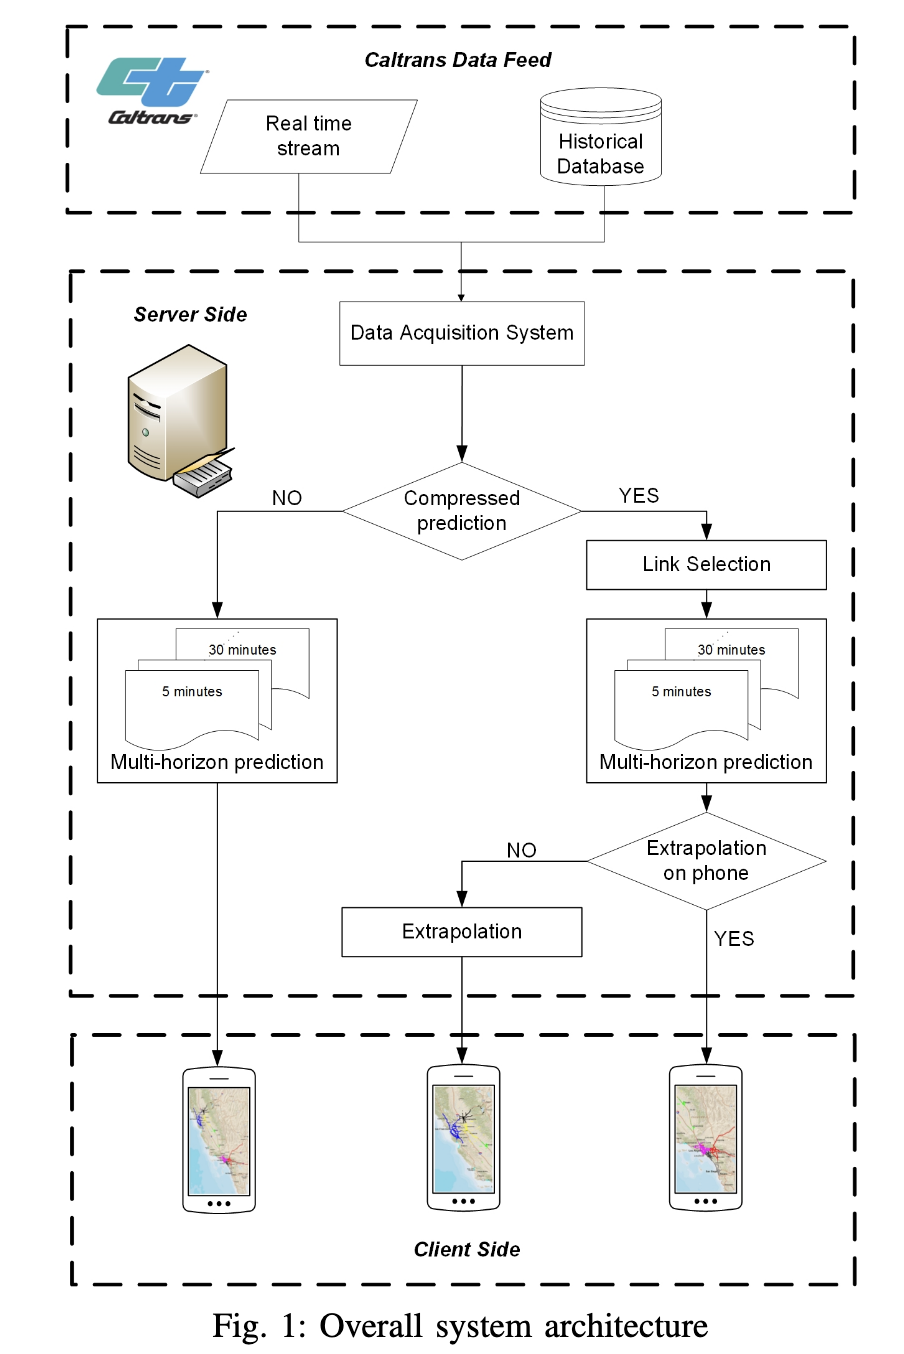 Caltrans Data Feed
Caltrans
Real time
stream
Historical
Database
Server Side
Data Acquisition System
Compressed
prediction
NO
YES
Link Selection
30 minutes
5 minutes
Multi-horizon prediction
30 minutes
5 minutes
Multi-horizon prediction
Extrapolation
on phone
NO
Extrapolation
YES
Client Side
Fig. 1: Overall system architecture